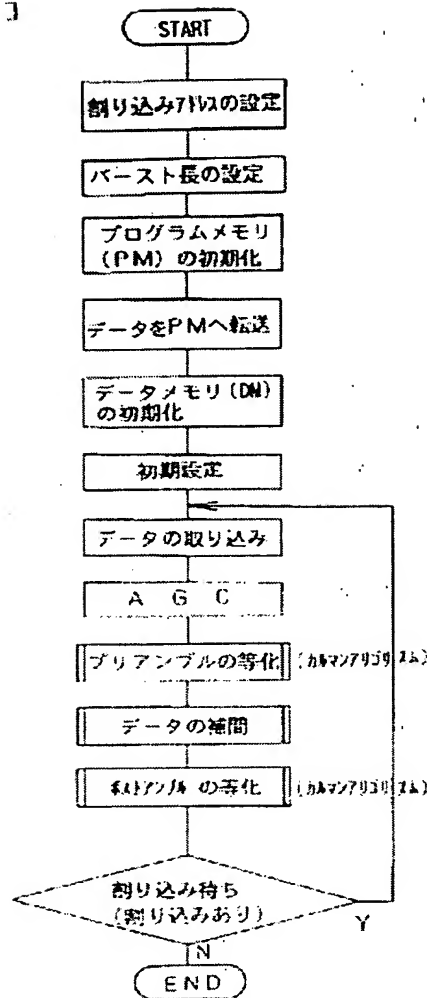 START
割り込みアドレスの設定
バースト長の設定
プログラムメモリ
(PM) の初期化
データをPMへ転送
データメモリ(DM)
の初期化
初期設定
データの取り込み
A G C
プリアンブルの等化
(カルマンアリゴリズム)
データの補間
ポストアンブル の等化
(カルマンアリゴリズム)
割り込み待ち
(割り込みあり)
Y
N
END